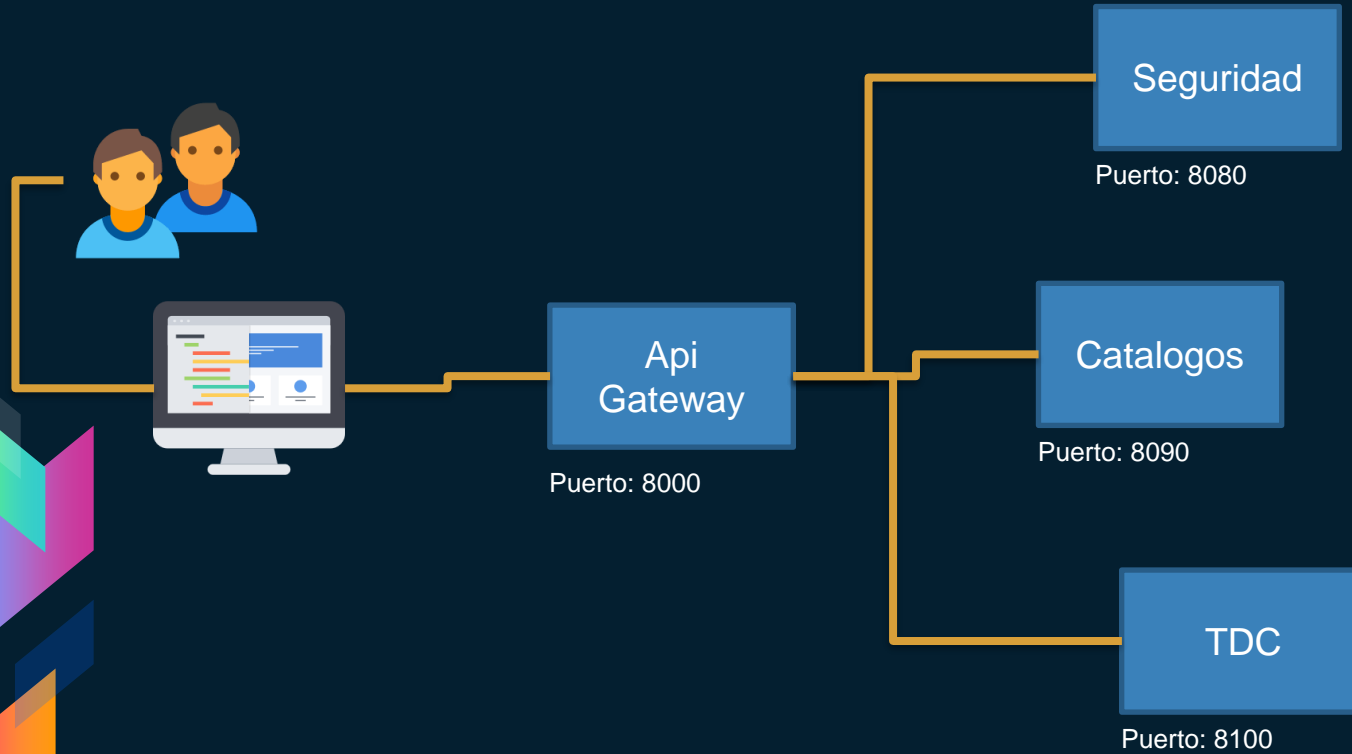 Seguridad
Puerto: 8080
Api
Gateway
Puerto: 8000
Catalogos
Puerto: 8090
TDC
Puerto: 8100